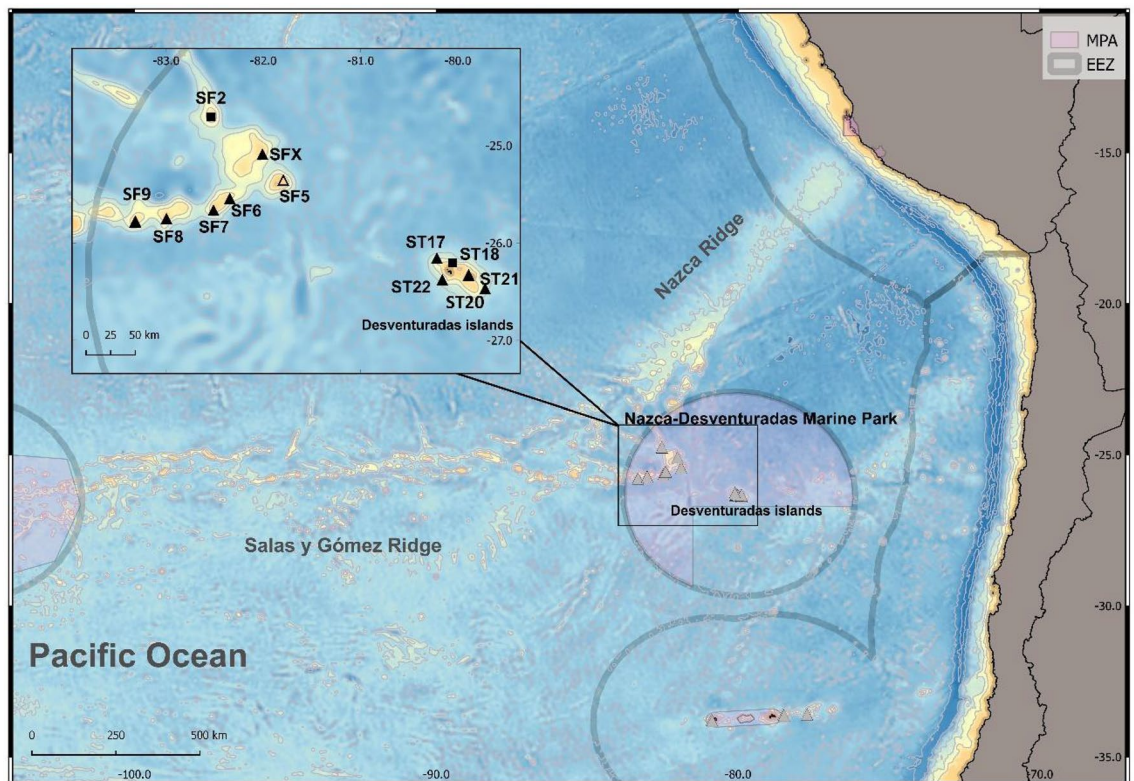 MPA
EEZ
-83.0
-82.0
-81.0
-80.0
SF2
-25.0
SFX
-15.0
SF9
SF5
SF6
SF7
SF8
-26.0
ST17
ST18
ST21
ST22
ST20
Desventuradas islands
-27.0
0 25 50 km
Nazca Ridge
-20.0
Nazca-Desventuradas Marine Park
-25.0
Desventuradas islands
Salas y Gómez Ridge
-30.0
Pacific Ocean
0 250 500 km
-35.0
-100.0
-90.0
-80.0
-70.0